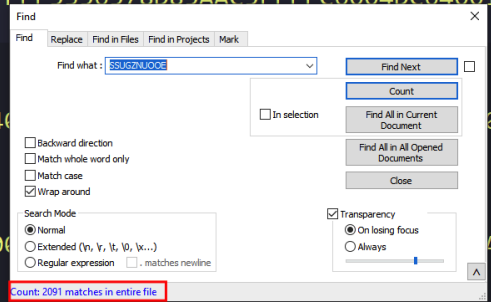 Find
Find Replace Find in Files Find in Projects Mark
Find what : SSUGZNUOOE
Find Next
Count
In selection
Find All in Current
Document
Find All in All Opened
Documents
Close
Backward direction
Match whole word only
Match case
Wrap around
Search Mode
Normal
Extended (\n, \r, \t, \0, \x...)
Regular expression
. matches newline
Transparency
On losing focus
Always
Count: 2091 matches in entire file